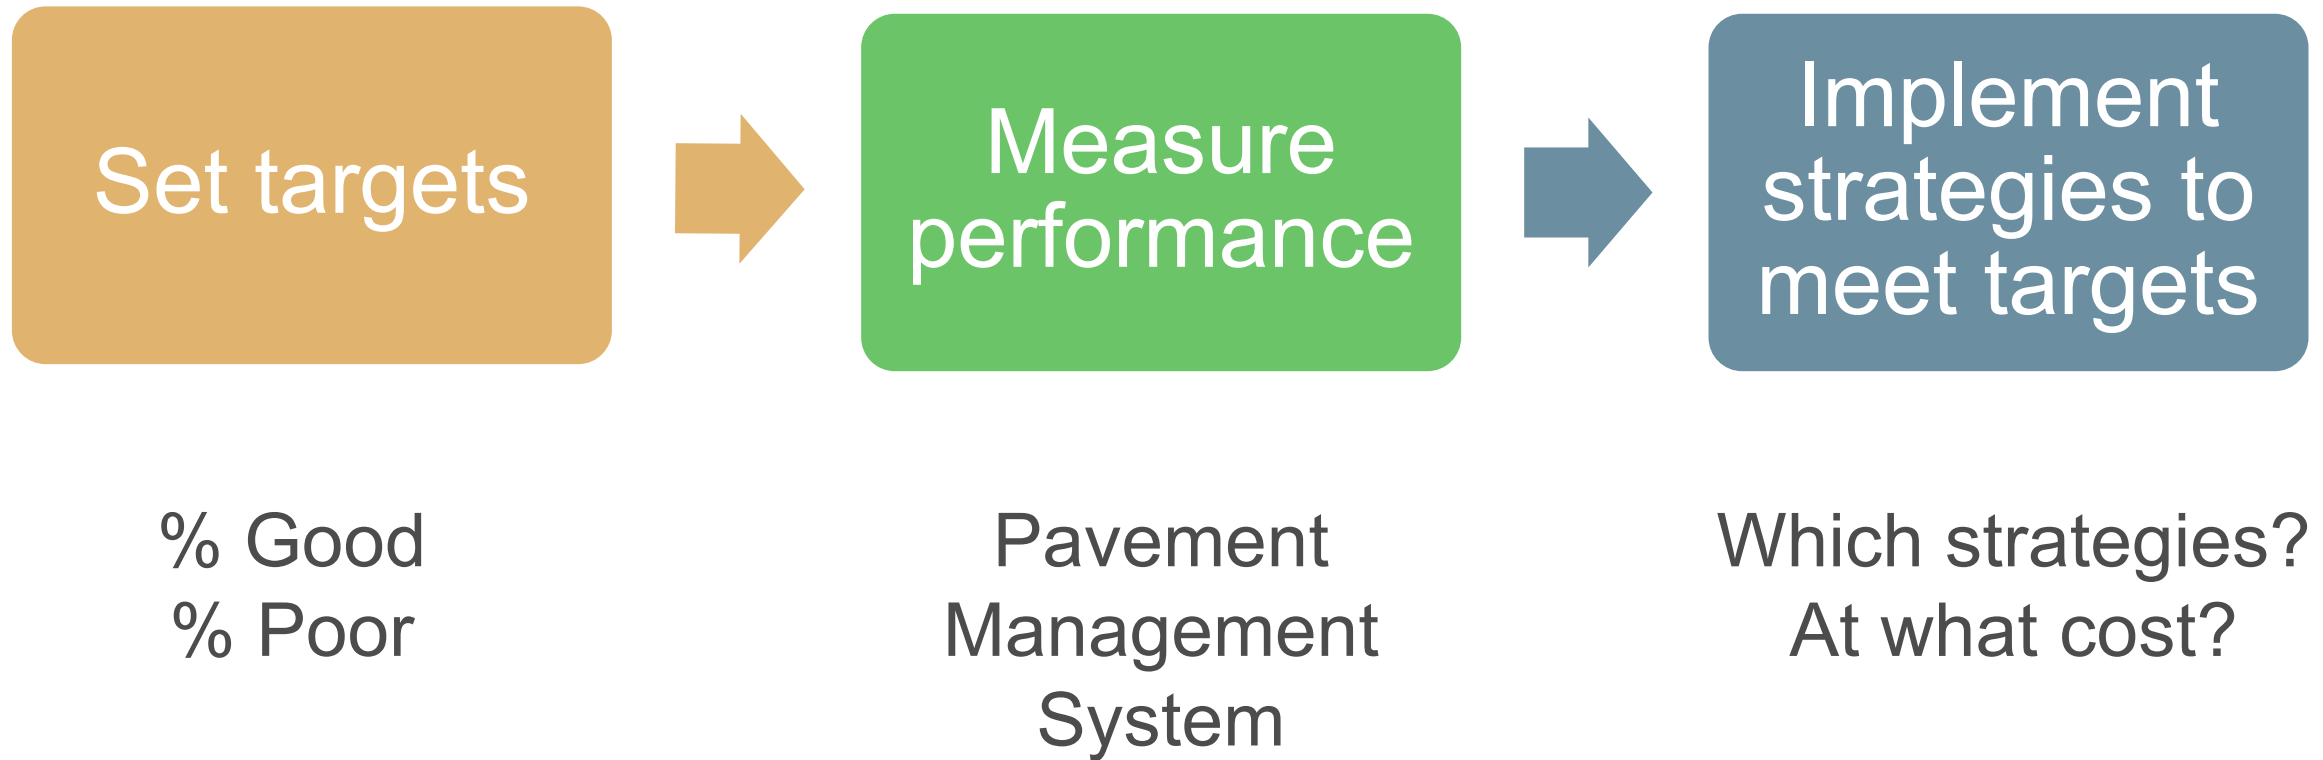 Set targets
Measure
performance
Implement
strategies to
meet targets
% Good
% Poor
Pavement
Management
System
Which strategies?
At what cost?